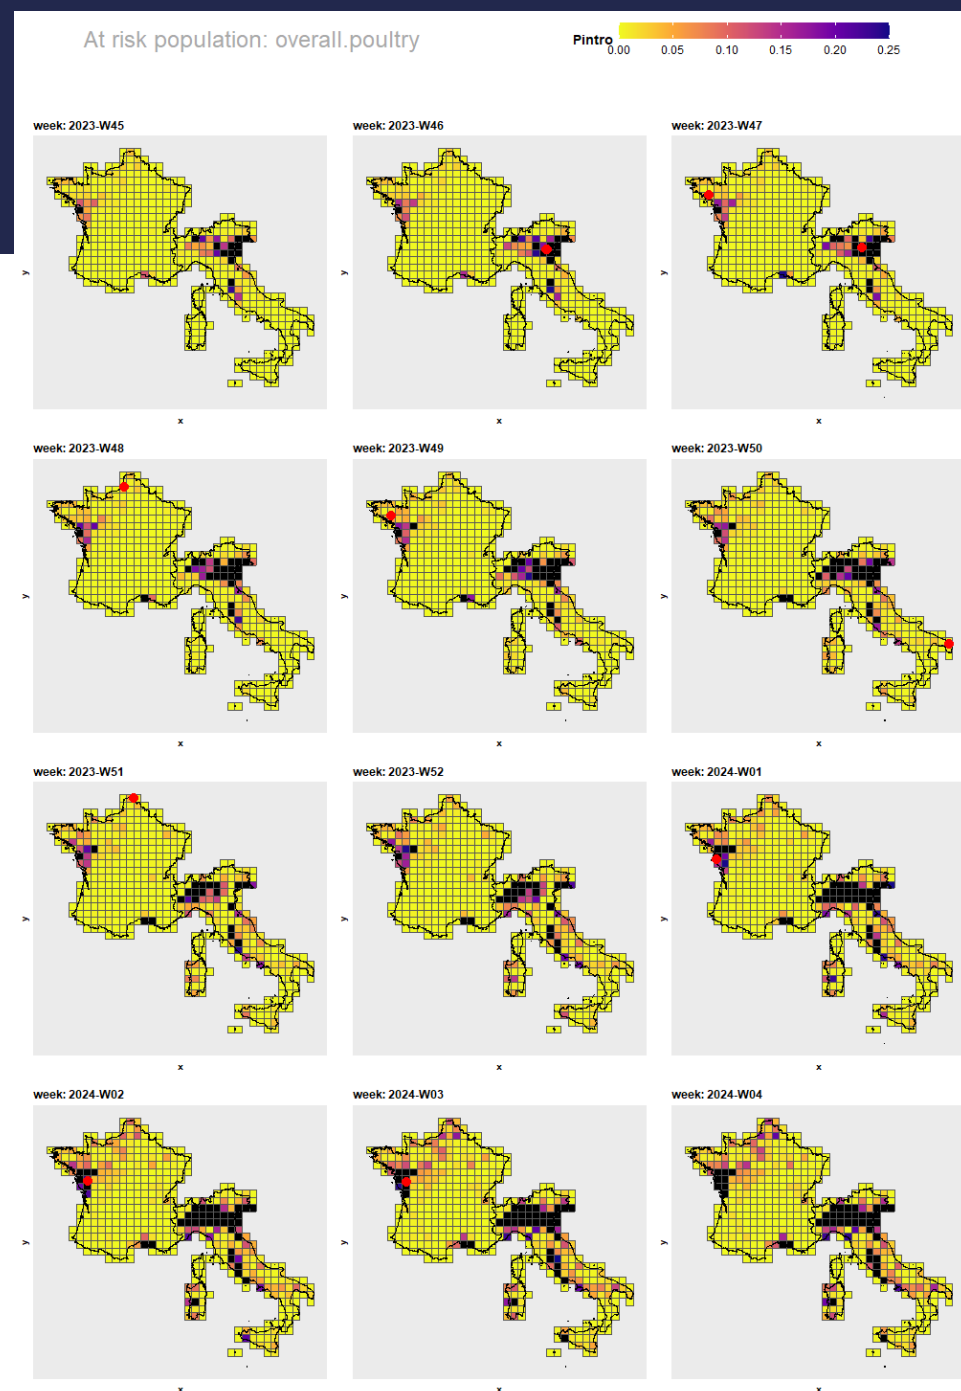 At risk population: overall.poultry
Pintro
0.00 0.05 0.10 0.15 0.20 0.25
week: 2023-W45 week: 2023-W46 week: 2023-W47
y y y
x x x
week: 2023-W48 week: 2023-W49 week: 2023-W50
y y y
x x x
week: 2023-W51 week: 2023-W52 week: 2024-W01
y y y
x x x
week: 2024-W02 week: 2024-W03 week: 2024-W04
y y y
x x x